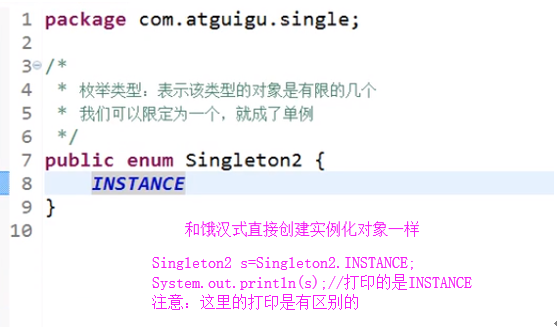 1 package com.atguigu.single;
2
3 /*
4 * 枚举类型：表示该类型的对象是有限的几个
5 * 我们可以限定为一个，就成了单例
6 */
7 public enum Singleton2 {
8 INSTANCE
9 }
10
和饿汉式直接创建实例化对象一样
Singleton2 s=Singleton2.INSTANCE;
System.out.println(s);//打印的是INSTANCE
注意：这里的打印是有区别的